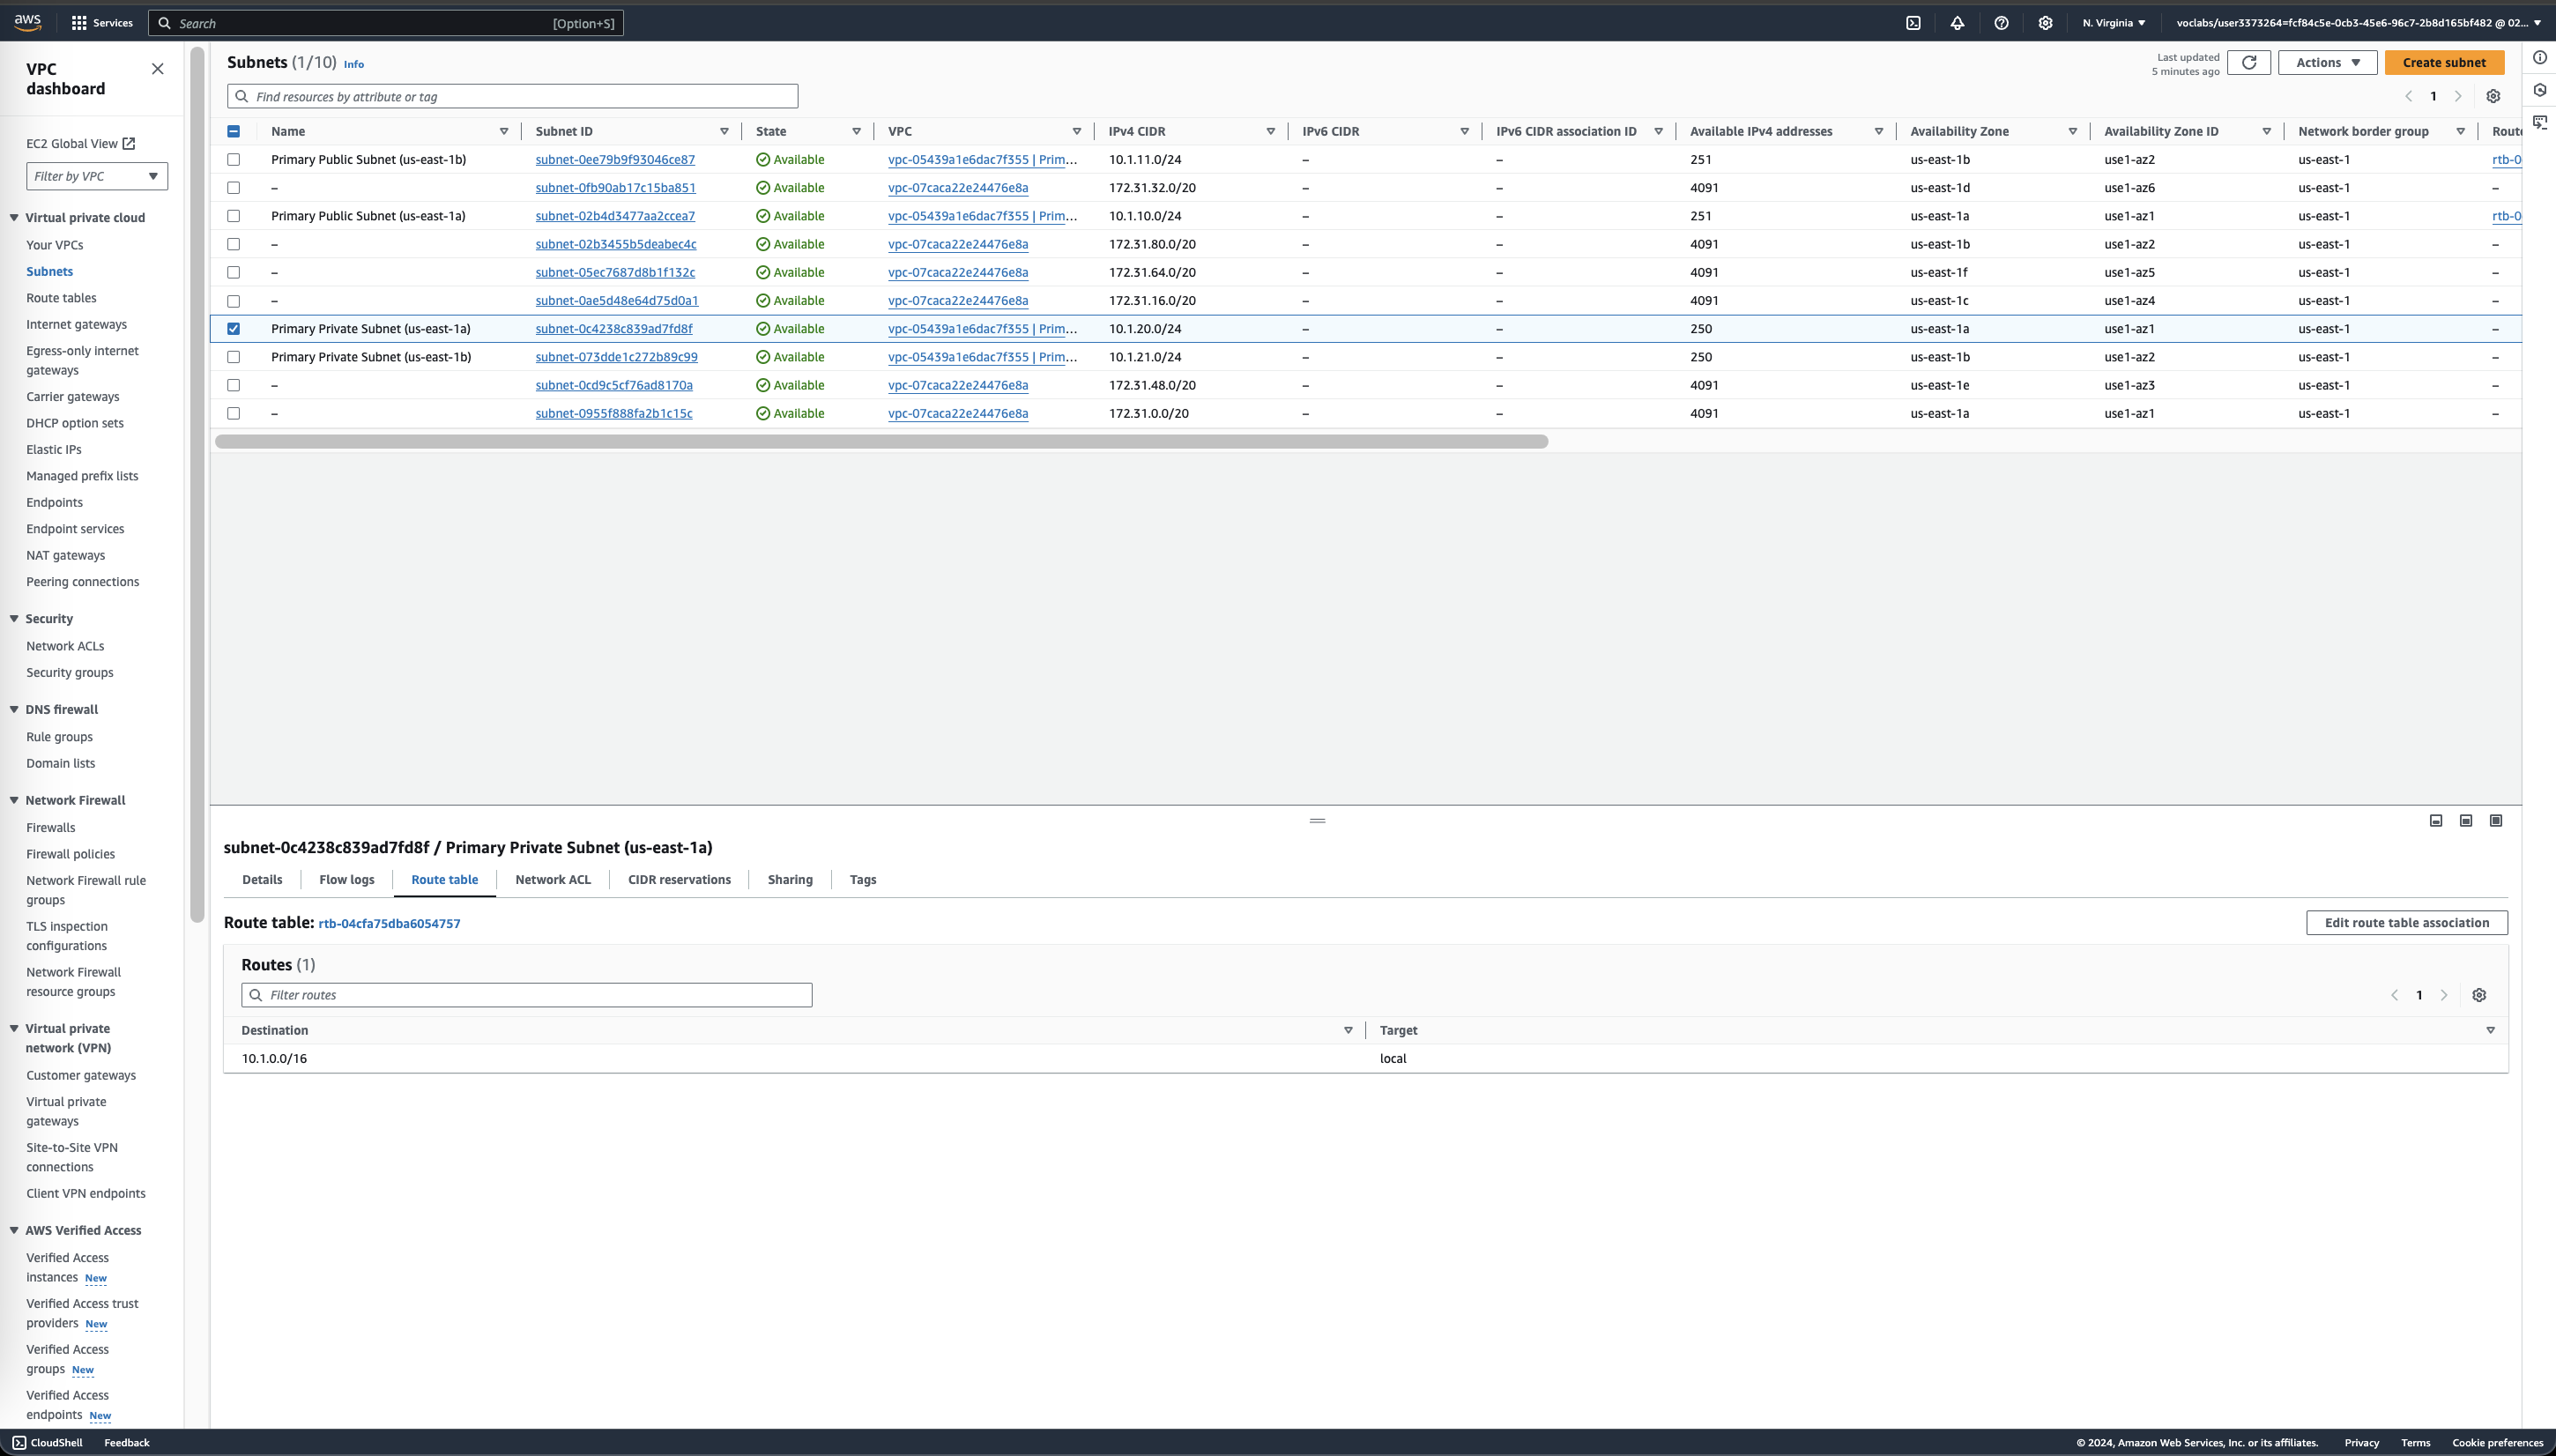 aws
Services
Search
[Option+S]
N. Virginia
voclabs/user3373264=fcf84c5e-0cb3-45e6-96c7-2b8d165bf482 @ 02...
VPC
dashboard
EC2 Global View
Filter by VPC
Virtual private cloud
Your VPCs
Subnets
Route tables
Internet gateways
Egress-only internet
gateways
Carrier gateways
DHCP option sets
Elastic IPs
Managed prefix lists
Endpoints
Endpoint services
NAT gateways
Peering connections
Security
Network ACLs
Security groups
DNS firewall
Rule groups
Domain lists
Network Firewall
Firewalls
Firewall policies
Network Firewall rule
groups
TLS inspection
configurations
Network Firewall
resource groups
Virtual private
network (VPN)
Customer gateways
Virtual private
gateways
Site-to-Site VPN
connections
Client VPN endpoints
AWS Verified Access
Verified Access
instances New
Verified Access trust
providers New
Verified Access
groups New
Verified Access
endpoints New
Subnets (1/10) Info
Last updated
5 minutes ago
Actions
Create subnet
Find resources by attribute or tag
1
Name Subnet ID State VPC IPv4 CIDR IPv6 CIDR IPv6 CIDR association ID Available IPv4 addresses Availability Zone Availability Zone ID Network border group Route
Primary Public Subnet (us-east-1b) subnet-0ee79b9f93046ce87 Available vpc-05439a1e6dac7f355 | Prim... 10.1.11.0/24 – – 251 us-east-1b use1-az2 us-east-1 rtb-0
– subnet-0fb90ab17c15ba851 Available vpc-07caca22e24476e8a 172.31.32.0/20 – – 4091 us-east-1d use1-az6 us-east-1 –
Primary Public Subnet (us-east-1a) subnet-02b4d3477aa2ccea7 Available vpc-05439a1e6dac7f355 | Prim... 10.1.10.0/24 – – 251 us-east-1a use1-az1 us-east-1 rtb-0
– subnet-02b3455b5deabec4c Available vpc-07caca22e24476e8a 172.31.80.0/20 – – 4091 us-east-1b use1-az2 us-east-1 –
– subnet-05ec7687d8b1f132c Available vpc-07caca22e24476e8a 172.31.64.0/20 – – 4091 us-east-1f use1-az5 us-east-1 –
– subnet-0ae5d48e64d75d0a1 Available vpc-07caca22e24476e8a 172.31.16.0/20 – – 4091 us-east-1c use1-az4 us-east-1 –
Primary Private Subnet (us-east-1a) subnet-0c4238c839ad7fd8f Available vpc-05439a1e6dac7f355 | Prim... 10.1.20.0/24 – – 250 us-east-1a use1-az1 us-east-1 –
Primary Private Subnet (us-east-1b) subnet-073dde1c272b89c99 Available vpc-05439a1e6dac7f355 | Prim... 10.1.21.0/24 – – 250 us-east-1b use1-az2 us-east-1 –
– subnet-0cd9c5cf76ad8170a Available vpc-07caca22e24476e8a 172.31.48.0/20 – – 4091 us-east-1e use1-az3 us-east-1 –
– subnet-0955f888fa2b1c15c Available vpc-07caca22e24476e8a 172.31.0.0/20 – – 4091 us-east-1a use1-az1 us-east-1 –
subnet-0c4238c839ad7fd8f / Primary Private Subnet (us-east-1a)
Details Flow logs Route table Network ACL CIDR reservations Sharing Tags
Route table: rtb-04cfa75dba6054757
Edit route table association
Routes (1)
Filter routes
1
Destination Target
10.1.0.0/16 local
CloudShell Feedback
© 2024, Amazon Web Services, Inc. or its affiliates. Privacy Terms Cookie preferences